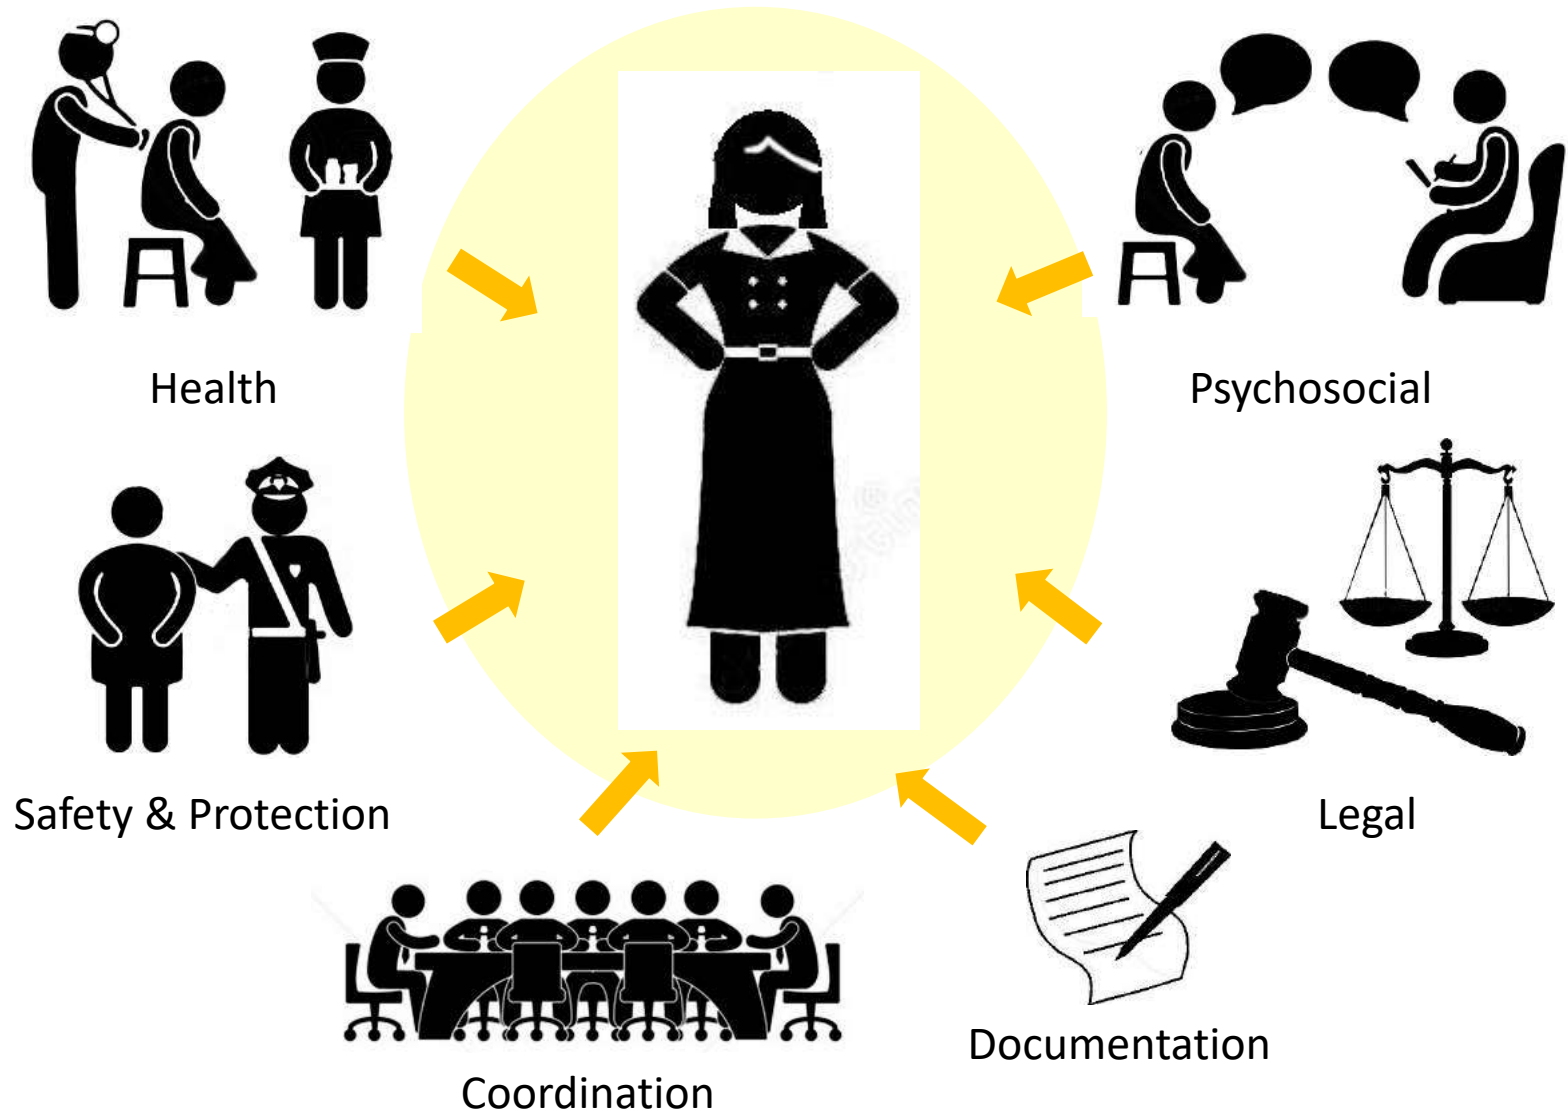 Health
Psychosocial
Safety & Protection
Legal
Documentation
Coordination